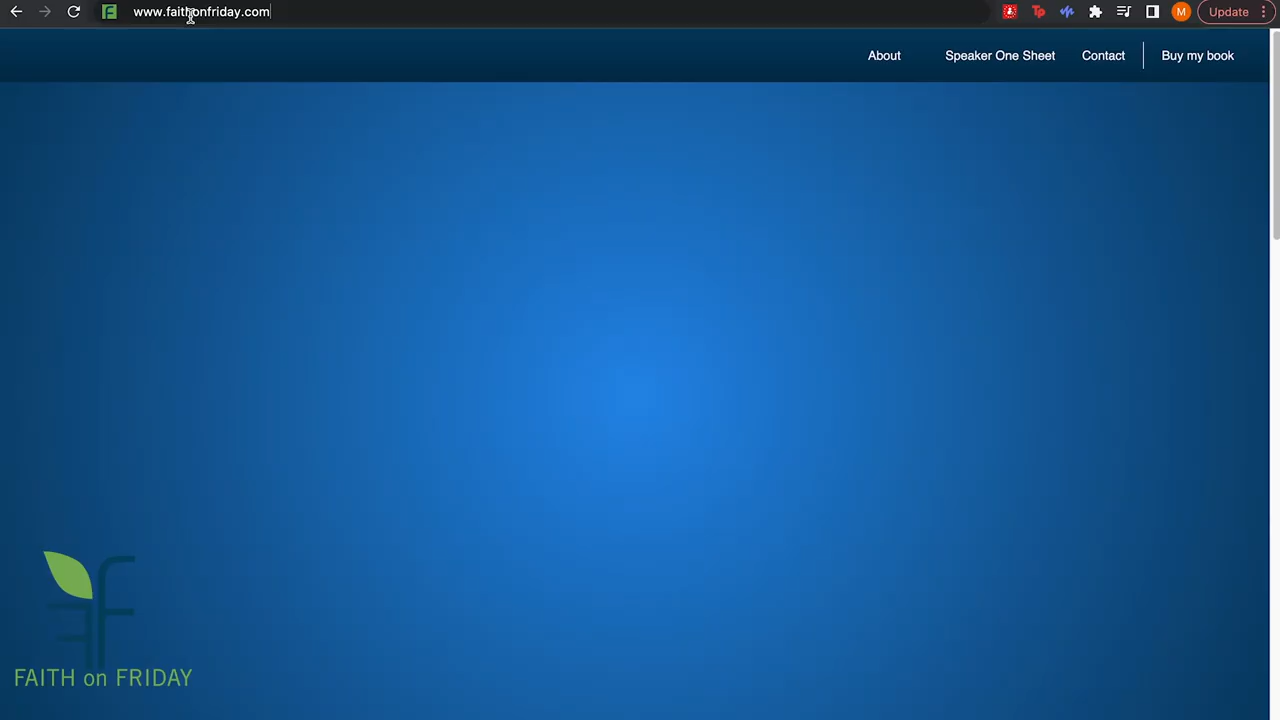 www.faithonfriday.com
Update
About
Speaker One Sheet
Contact
Buy my book
M
FAITH on FRIDAY